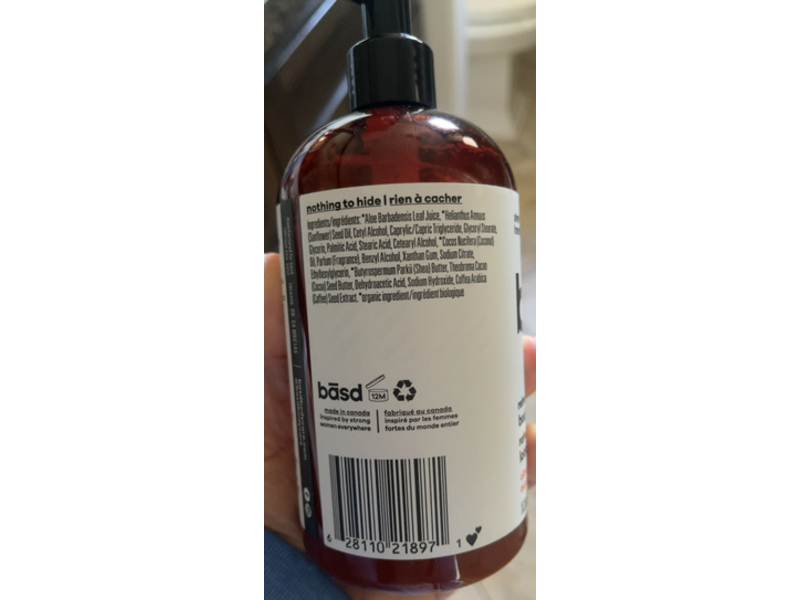 nothing to hide | rien à cacher
Ingredients/ingrédients: *Aloe Barbadensis Leaf Juice, *Helianthus Annuus
(Sunflower) Seed Oil, Cetyl Alcohol, Caprylic/Capric Triglyceride, Glyceryl Stearate,
Glycerin, Palmitic Acid, Stearic Acid, Cetearyl Alcohol, *Cocos Nucifera (Coconut)
Oil, Parfum (Fragrance), Benzyl Alcohol, Xanthan Gum, Sodium Citrate,
Ethylhexylglycerin, *Butyrospermum Parkii (Shea) Butter, Theobroma Cacao
(Cocoa) Seed Butter, Dehydroacetic Acid, Sodium Hydroxide, Coffea Arabica
(Coffee) Seed Extract. *organic ingredient/ingrédient biologique
bāsd 12M
made in canada | fabriqué au canada
inspired by strong | inspiré par les femmes
women everywhere | fortes du monde entier
6 28110 21897 1